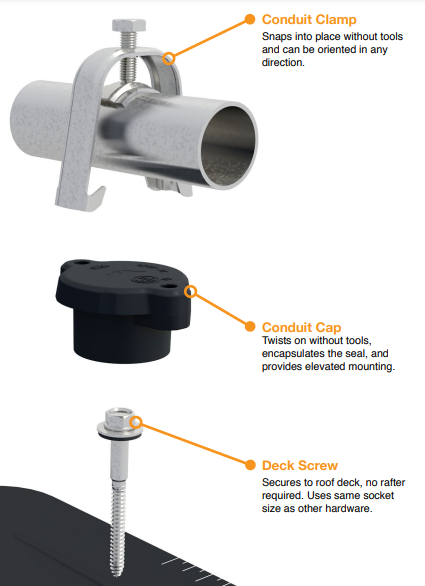 Conduit Clamp
Snaps into place without tools
and can be oriented in any
direction.
Conduit Cap
Twists on without tools,
encapsulates the seal, and
provides elevated mounting.
Deck Screw
Secures to roof deck, no rafter
required. Uses same socket
size as other hardware.